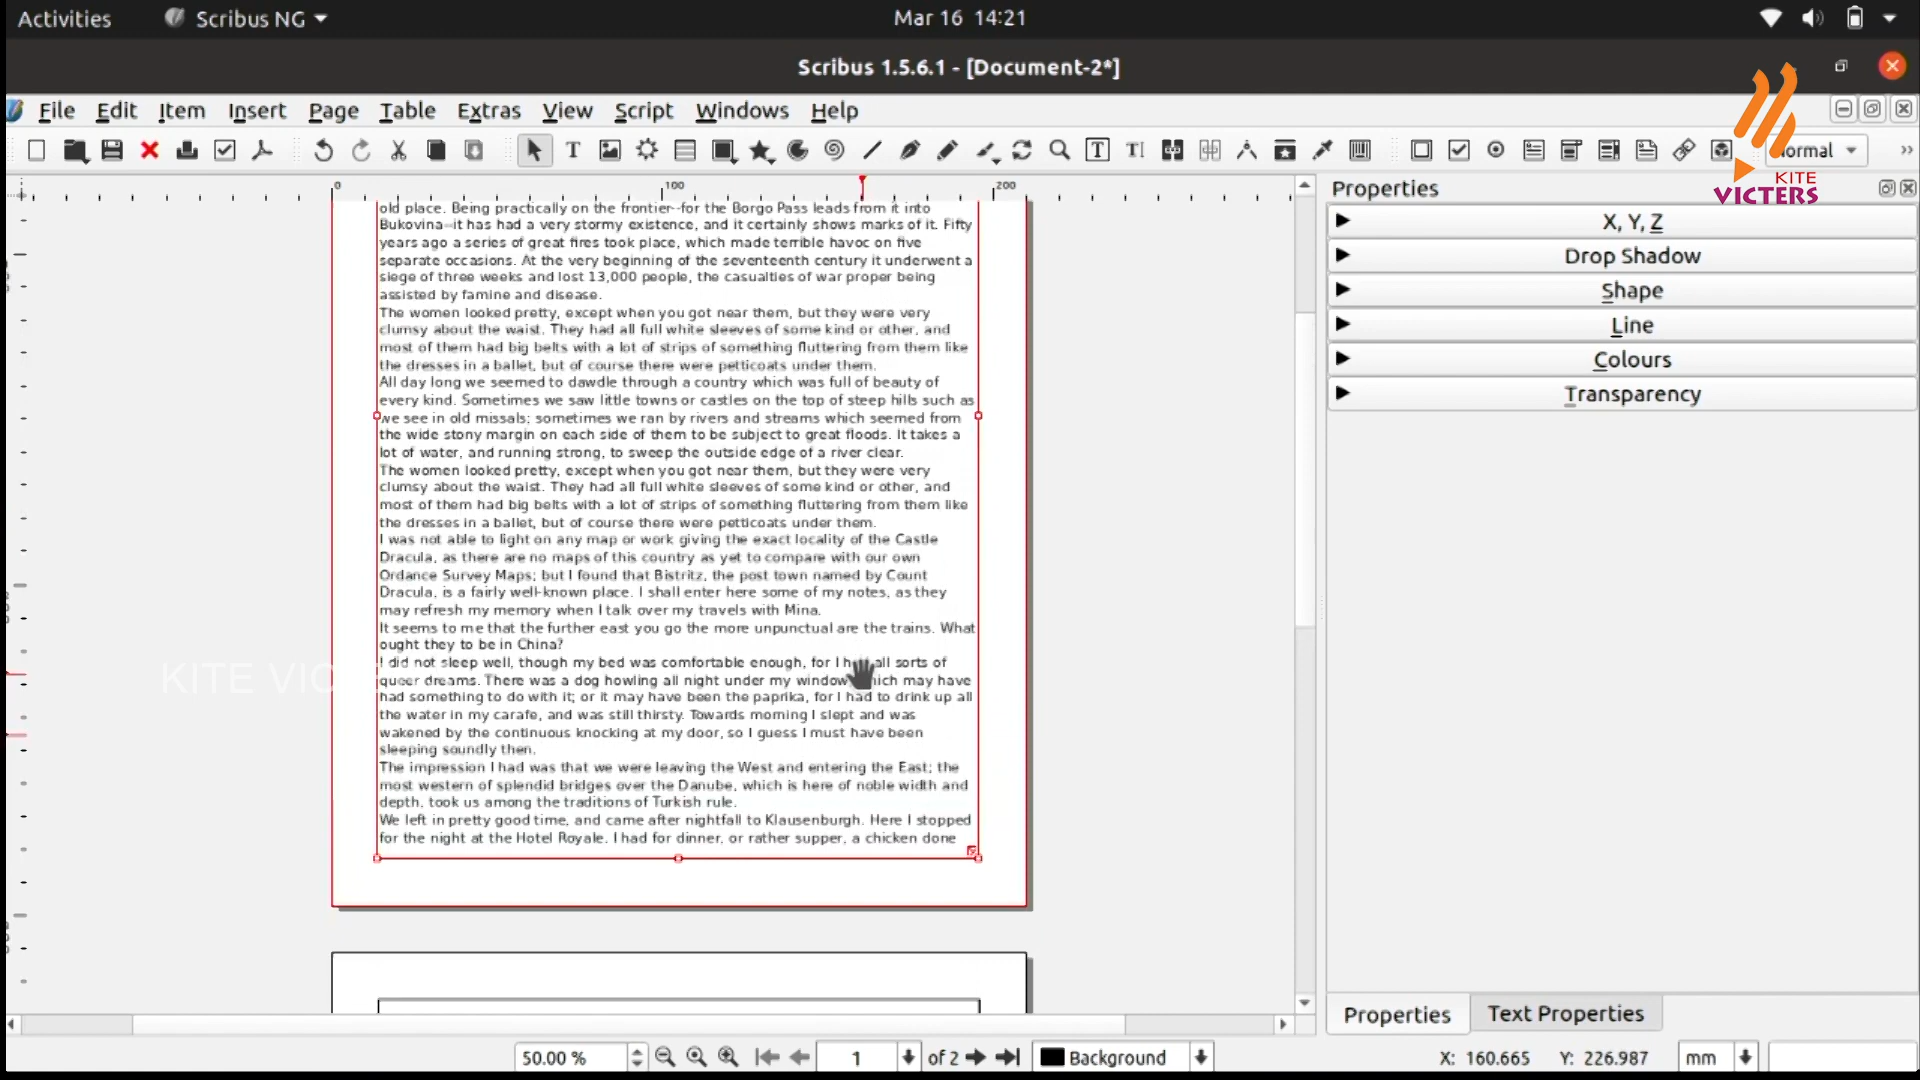 Activities
Scribus NG
Mar 16 14:21
Scribus 1.5.6.1 - [Document-2*]
File Edit Item Insert Page Table Extras View Script Windows Help
ormal
KITE
VICTERS
Properties
0 100 200
X, Y, Z
Drop Shadow
Shape
Line
Colours
Transparency
old place. Being practically on the frontier--for the Borgo Pass leads from it into
Bukovina--it has had a very stormy existence, and it certainly shows marks of it. Fifty
years ago a series of great fires took place, which made terrible havoc on five
separate occasions. At the very beginning of the seventeenth century it underwent a
siege of three weeks and lost 13,000 people, the casualties of war proper being
assisted by famine and disease.
The women looked pretty, except when you got near them, but they were very
clumsy about the waist. They had all full white sleeves of some kind or other, and
most of them had big belts with a lot of strips of something fluttering from them like
the dresses in a ballet, but of course there were petticoats under them.
All day long we seemed to dawdle through a country which was full of beauty of
every kind. Sometimes we saw little towns or castles on the top of steep hills such as
we see in old missals; sometimes we ran by rivers and streams which seemed from
the wide stony margin on each side of them to be subject to great floods. It takes a
lot of water, and running strong, to sweep the outside edge of a river clear.
The women looked pretty, except when you got near them, but they were very
clumsy about the waist. They had all full white sleeves of some kind or other, and
most of them had big belts with a lot of strips of something fluttering from them like
the dresses in a ballet, but of course there were petticoats under them.
I was not able to light on any map or work giving the exact locality of the Castle
Dracula, as there are no maps of this country as yet to compare with our own
Ordance Survey Maps; but I found that Bistritz, the post town named by Count
Dracula, is a fairly well-known place. I shall enter here some of my notes, as they
may refresh my memory when I talk over my travels with Mina.
It seems to me that the further east you go the more unpunctual are the trains. What
ought they to be in China?
I did not sleep well, though my bed was comfortable enough, for I all sorts of
queer dreams. There was a dog howling all night under my window may have
had something to do with it; or it may have been the paprika, for I had to drink up all
the water in my carafe, and was still thirsty. Towards morning I slept and was
wakened by the continuous knocking at my door, so I guess I must have been
sleeping soundly then.
The impression I had was that we were leaving the West and entering the East; the
most western of splendid bridges over the Danube, which is here of noble width and
depth, took us among the traditions of Turkish rule.
We left in pretty good time, and came after nightfall to Klausenburgh. Here I stopped
for the night at the Hotel Royale. I had for dinner, or rather supper, a chicken done
KITE VIC
Properties Text Properties
50.00 % 1 of 2 Background X: 160.665 Y: 226.987 mm